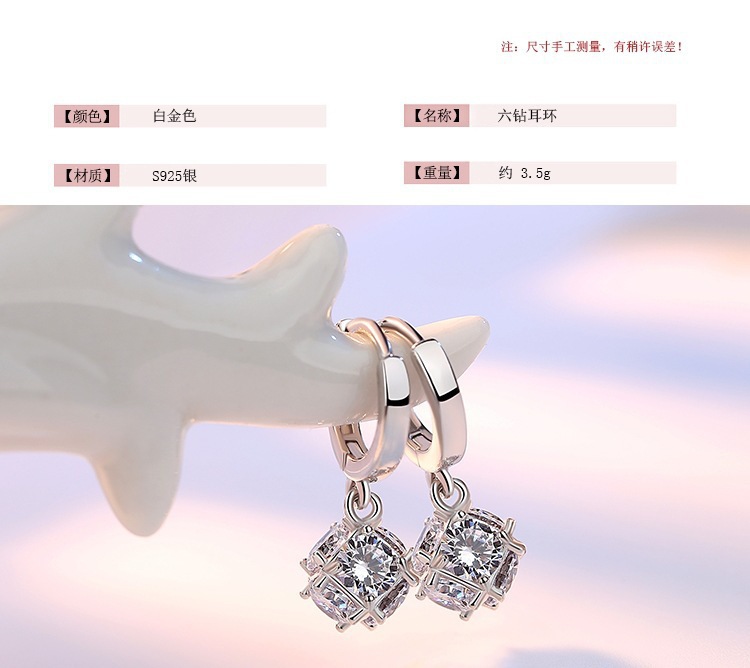 注：尺寸手工测量，有稍许误差！
【颜色】 白金色
【名称】 六钻耳环
【材质】 S925银
【重量】 约 3.5g